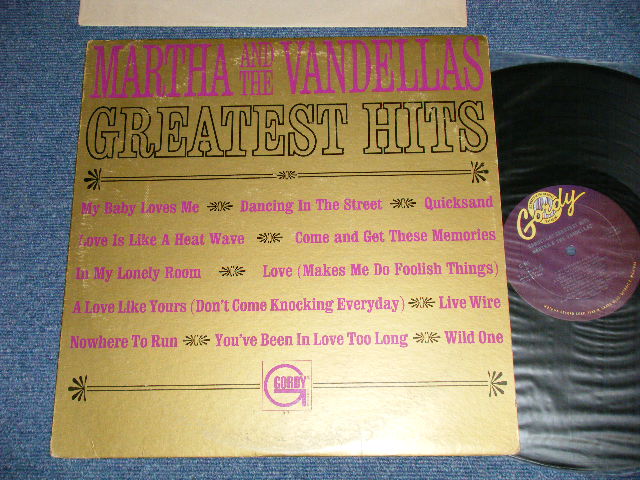 MARTHA AND THE VANDELLAS
GREATEST HITS
My Baby Loves Me Dancing In The Street Quicksand
Love Is Like A Heat Wave Come and Get These Memories
In My Lonely Room Love (Makes Me Do Foolish Things)
A Love Like Yours (Don't Come Knocking Everyday) Live Wire
Nowhere To Run You've Been In Love Too Long Wild One
GORDY
Gordy